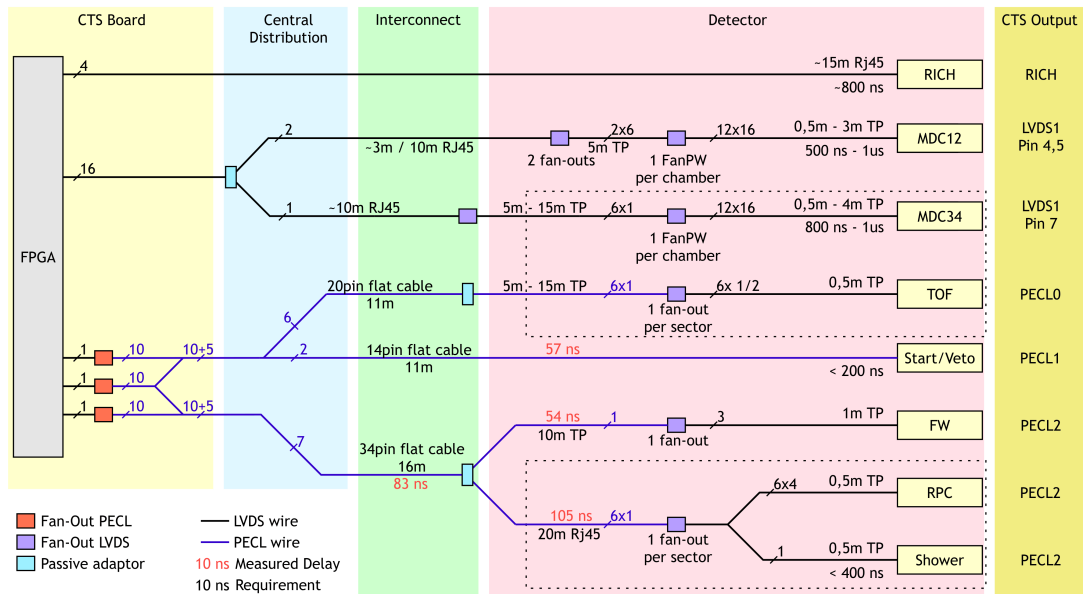 CTS Board
Central
Distribution
Interconnect
Detector
CTS Output
FPGA
4
~15m Rj45
~800 ns
RICH
RICH
16
2
~3m / 10m RJ45
2 fan-outs
2x6
5m TP
1 FanPW
per chamber
12x16
0,5m - 3m TP
500 ns - 1us
MDC12
LVDS1
Pin 4,5
1
~10m RJ45
5m - 15m TP
6x1
1 FanPW
per chamber
12x16
0,5m - 4m TP
800 ns - 1us
MDC34
LVDS1
Pin 7
20pin flat cable
11m
5m - 15m TP
6x1
1 fan-out
per sector
6x 1/2
0,5m TP
TOF
PECL0
6
1
10
10+5
2
14pin flat cable
11m
57 ns
< 200 ns
Start/Veto
PECL1
1
10
1
10
10+5
7
34pin flat cable
16m
83 ns
54 ns
10m TP
1
1 fan-out
3
1m TP
FW
PECL2
105 ns
20m Rj45
6x1
1 fan-out
per sector
6x4
0,5m TP
RPC
PECL2
1
0,5m TP
< 400 ns
Shower
PECL2
Fan-Out PECL
Fan-Out LVDS
Passive adaptor
LVDS wire
PECL wire
10 ns Measured Delay
10 ns Requirement